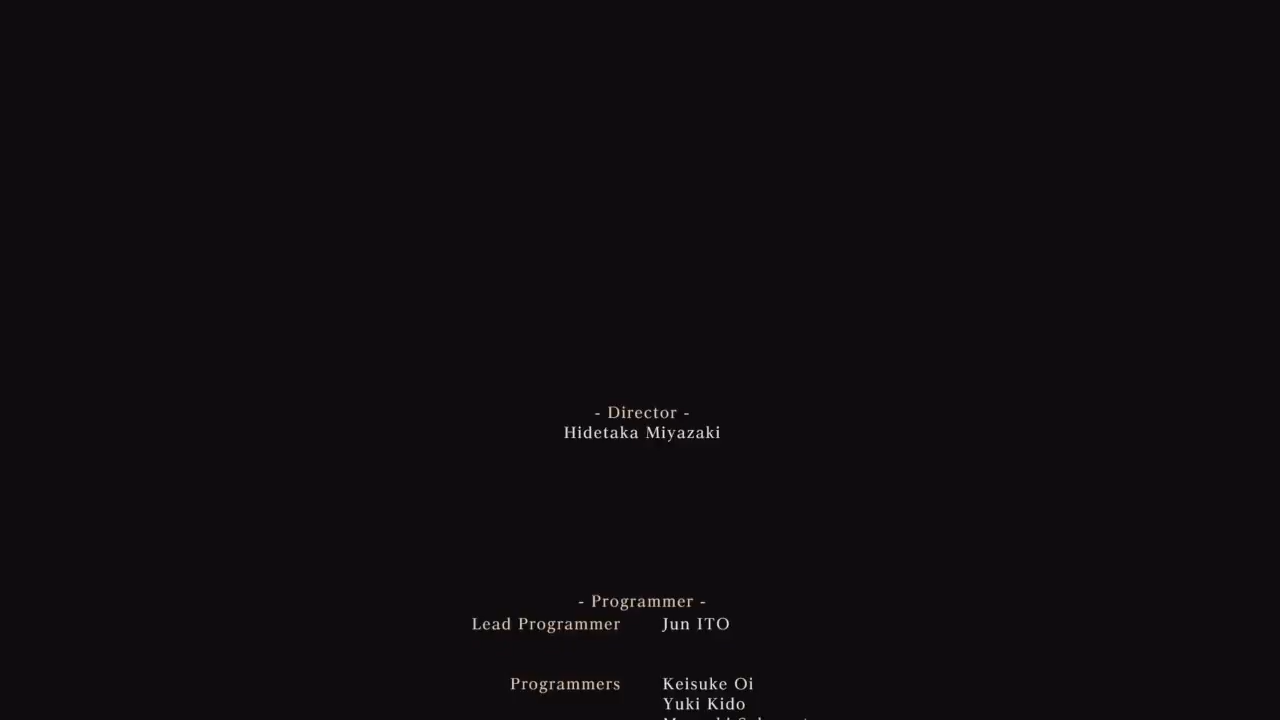 - Director -
Hidetaka Miyazaki
- Programmer -
Lead Programmer Jun ITO
Programmers Keisuke Oi
Yuki Kido